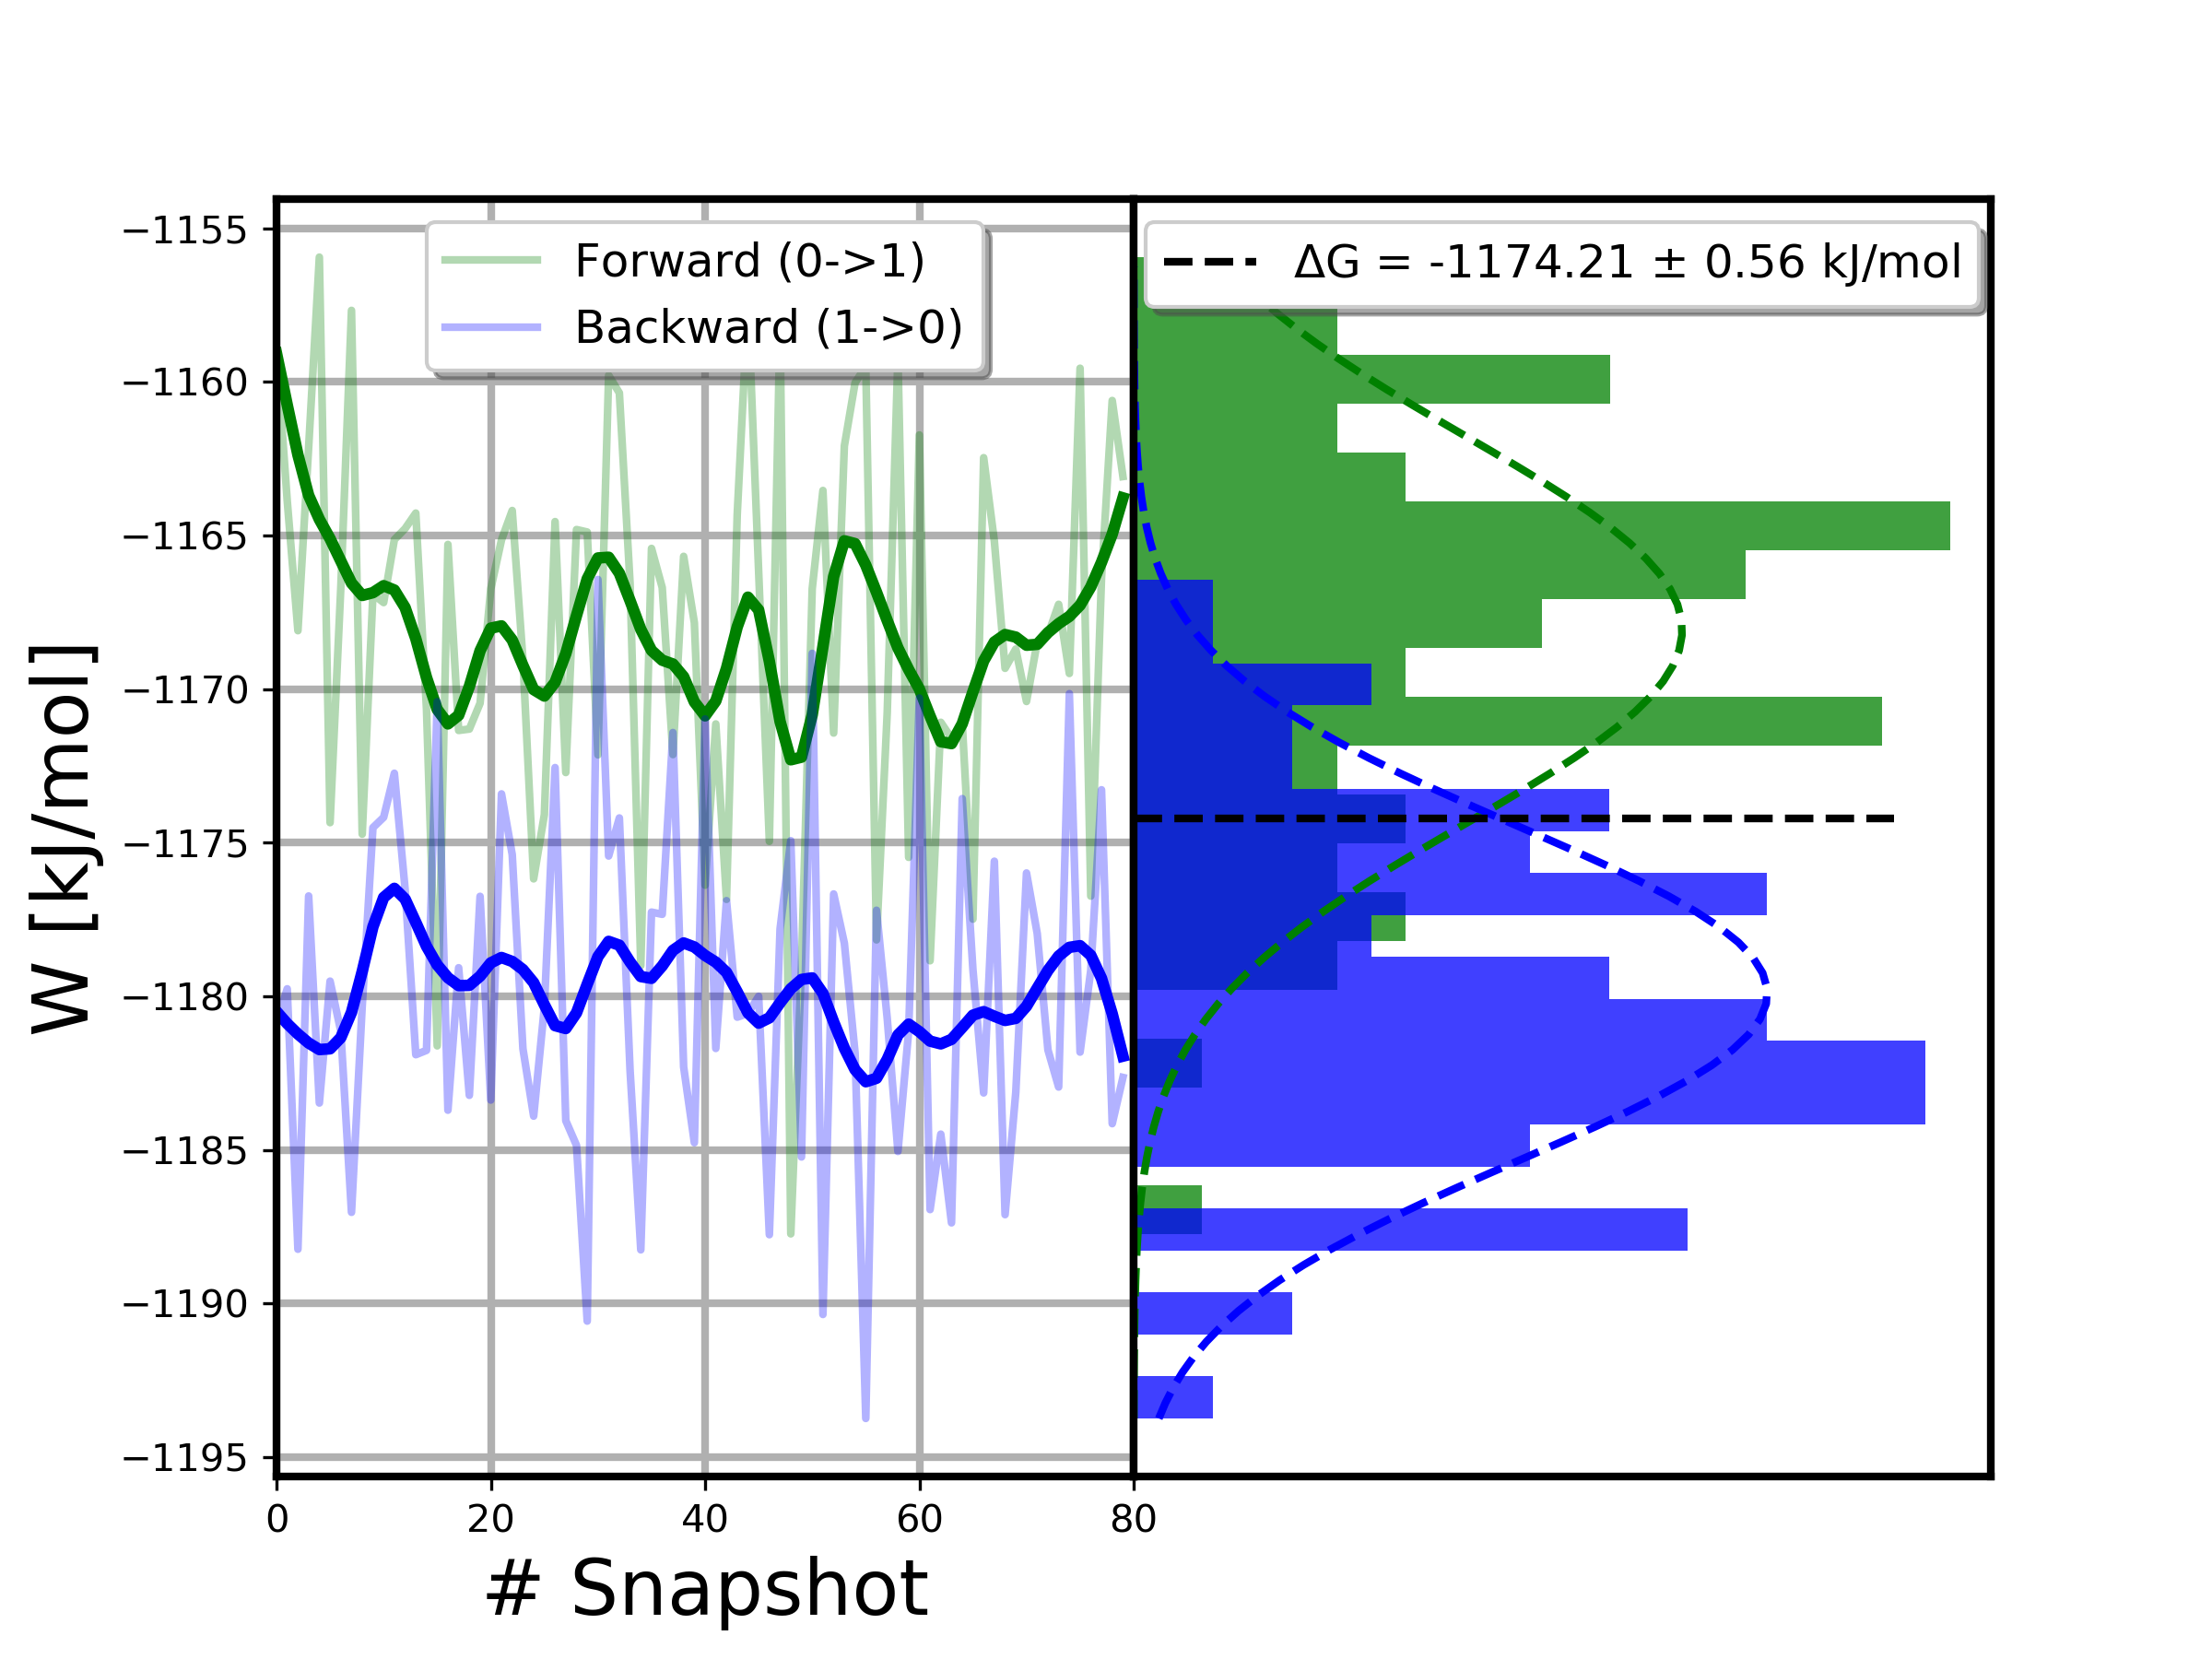 Forward (0->1)
Backward (1->0)
ΔG = -1174.21 ± 0.56 kJ/mol
W [kJ/mol]
−1155
−1160
−1165
−1170
−1175
−1180
−1185
−1190
−1195
0 20 40 60 80
# Snapshot